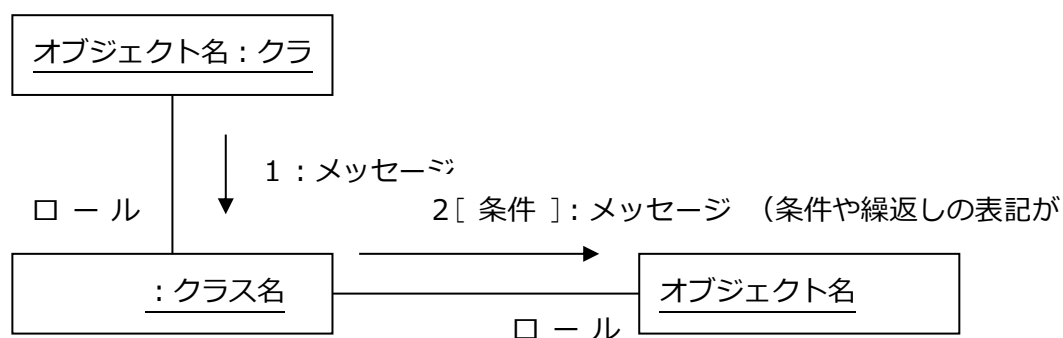 オブジェクト名：クラ
1：メッセージ
ロール
2[ 条件 ]：メッセージ （条件や繰返しの表記が
：クラス名
オブジェクト名
ロール